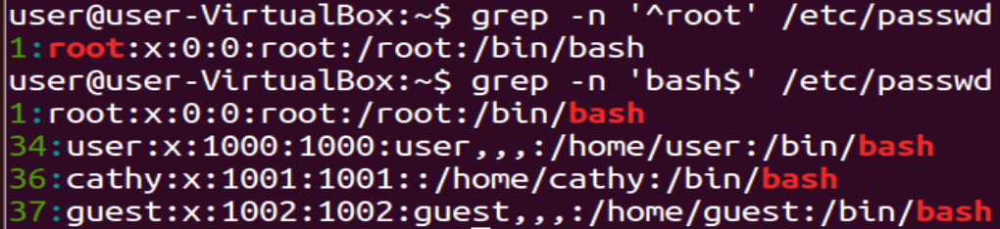 user@user-VirtualBox:~$ grep -n '^root' /etc/passwd
1:root:x:0:0:root:/root:/bin/bash
user@user-VirtualBox:~$ grep -n 'bash$' /etc/passwd
1:root:x:0:0:root:/root:/bin/bash
34:user:x:1000:1000:user,,,:/home/user:/bin/bash
36:cathy:x:1001:1001::/home/cathy:/bin/bash
37:guest:x:1002:1002:guest,,,:/home/guest:/bin/bash